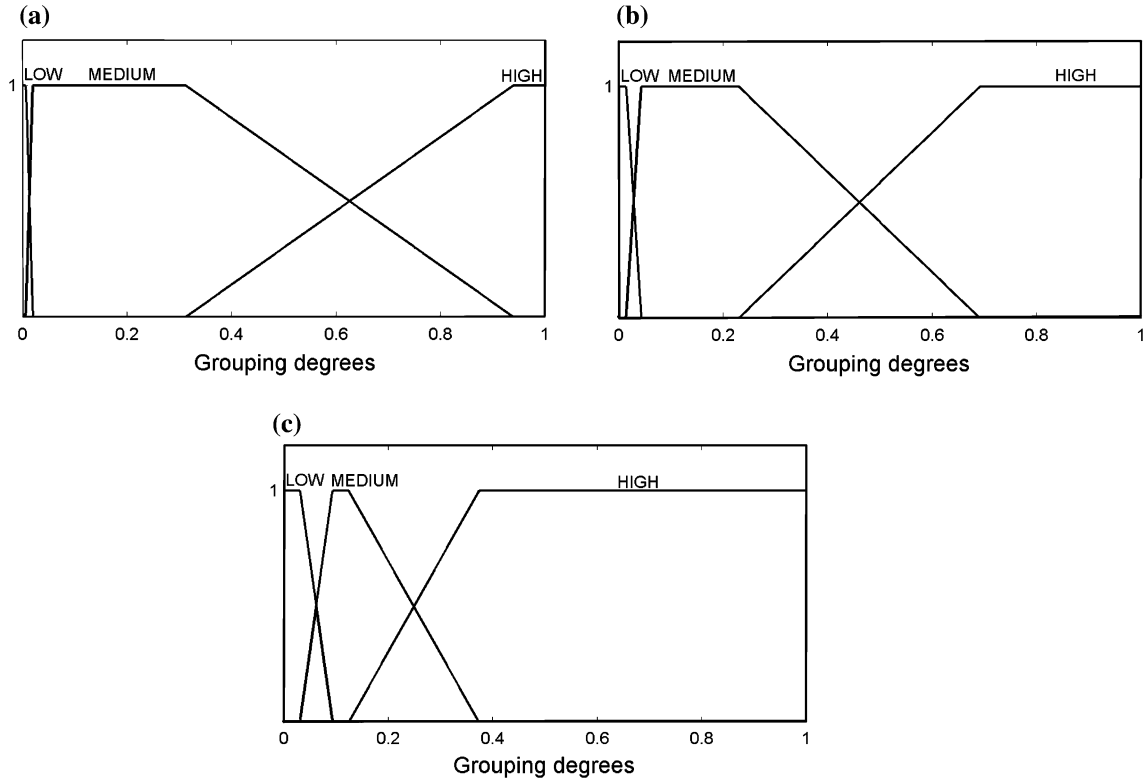 (a)
LOW MEDIUM HIGH
1
0 0.2 0.4 0.6 0.8 1
Grouping degrees
(b)
LOW MEDIUM HIGH
1
0 0.2 0.4 0.6 0.8 1
Grouping degrees
(c)
LOW MEDIUM HIGH
1
0 0.2 0.4 0.6 0.8 1
Grouping degrees